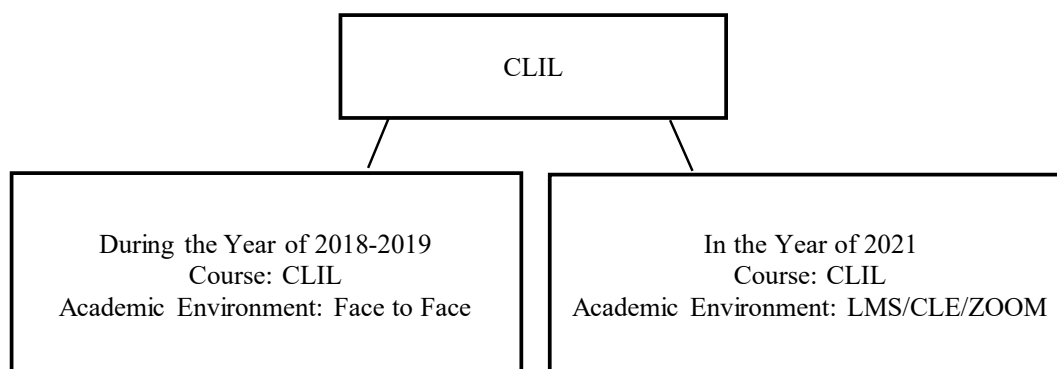 CLIL
During the Year of 2018-2019
Course: CLIL
Academic Environment: Face to Face
In the Year of 2021
Course: CLIL
Academic Environment: LMS/CLE/ZOOM